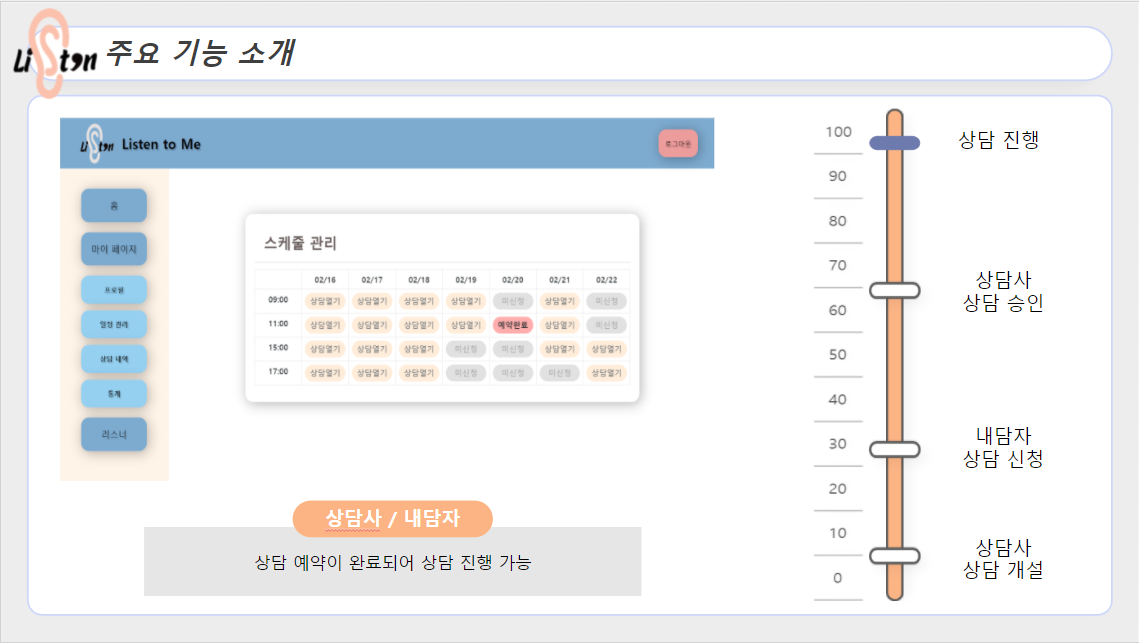 Liston 주요 기능 소개
Liston Listen to Me
로그아웃
홈
마이 페이지
프로필
일정 관리
상담 내역
통계
리스너
스케줄 관리
02/16 02/17 02/18 02/19 02/20 02/21 02/22
09:00 상담열기 상담열기 상담열기 상담열기 미신청 상담열기 미신청
11:00 상담열기 상담열기 상담열기 상담열기 예약완료 상담열기 미신청
15:00 상담열기 상담열기 상담열기 미신청 미신청 상담열기 상담열기
17:00 상담열기 상담열기 상담열기 미신청 미신청 미신청 상담열기
상담사 / 내담자
상담 예약이 완료되어 상담 진행 가능
100
90
80
70
60
50
40
30
20
10
0
상담 진행
상담사
상담 승인
내담자
상담 신청
상담사
상담 개설